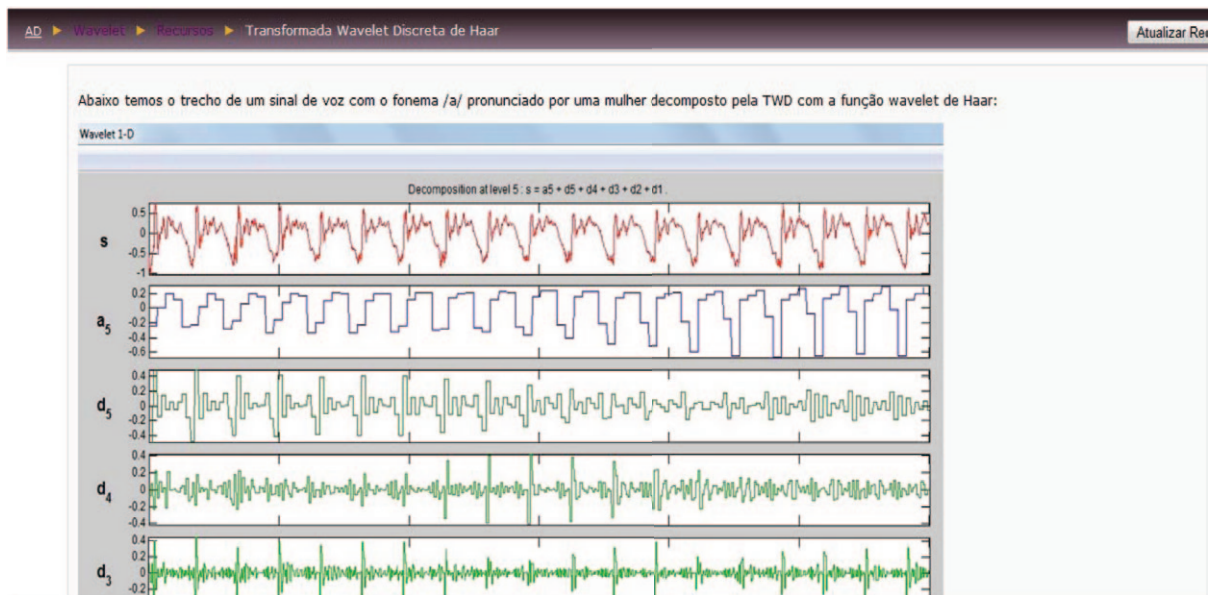 AD ► Wavelet ► Recursos ► Transformada Wavelet Discreta de Haar
Atualizar Rec
Abaixo temos o trecho de um sinal de voz com o fonema /a/ pronunciado por uma mulher decomposto pela TWD com a função wavelet de Haar:
Wavelet 1-D
Decomposition at level 5 : s = a5 + d5 + d4 + d3 + d2 + d1 .
s
0.5
0
-0.5
-1
a5
0.2
0
-0.2
-0.4
-0.6
d5
0.4
0.2
0
-0.2
-0.4
d4
0.4
0.2
0
-0.2
-0.4
d3
0.4
0.2
0
-0.2